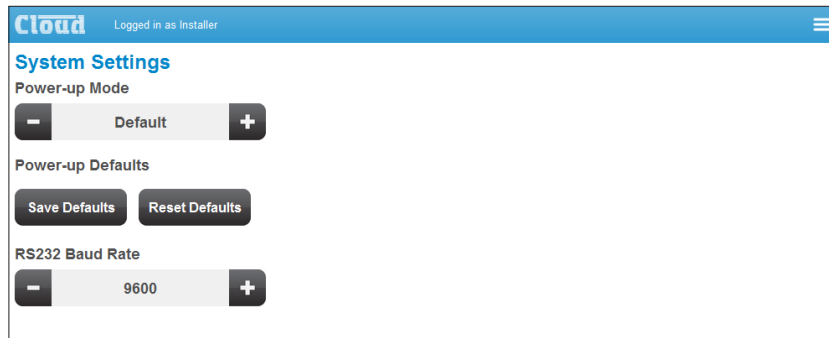 Cloud Logged in as Installer
System Settings
Power-up Mode
Default
Power-up Defaults
Save Defaults Reset Defaults
RS232 Baud Rate
9600